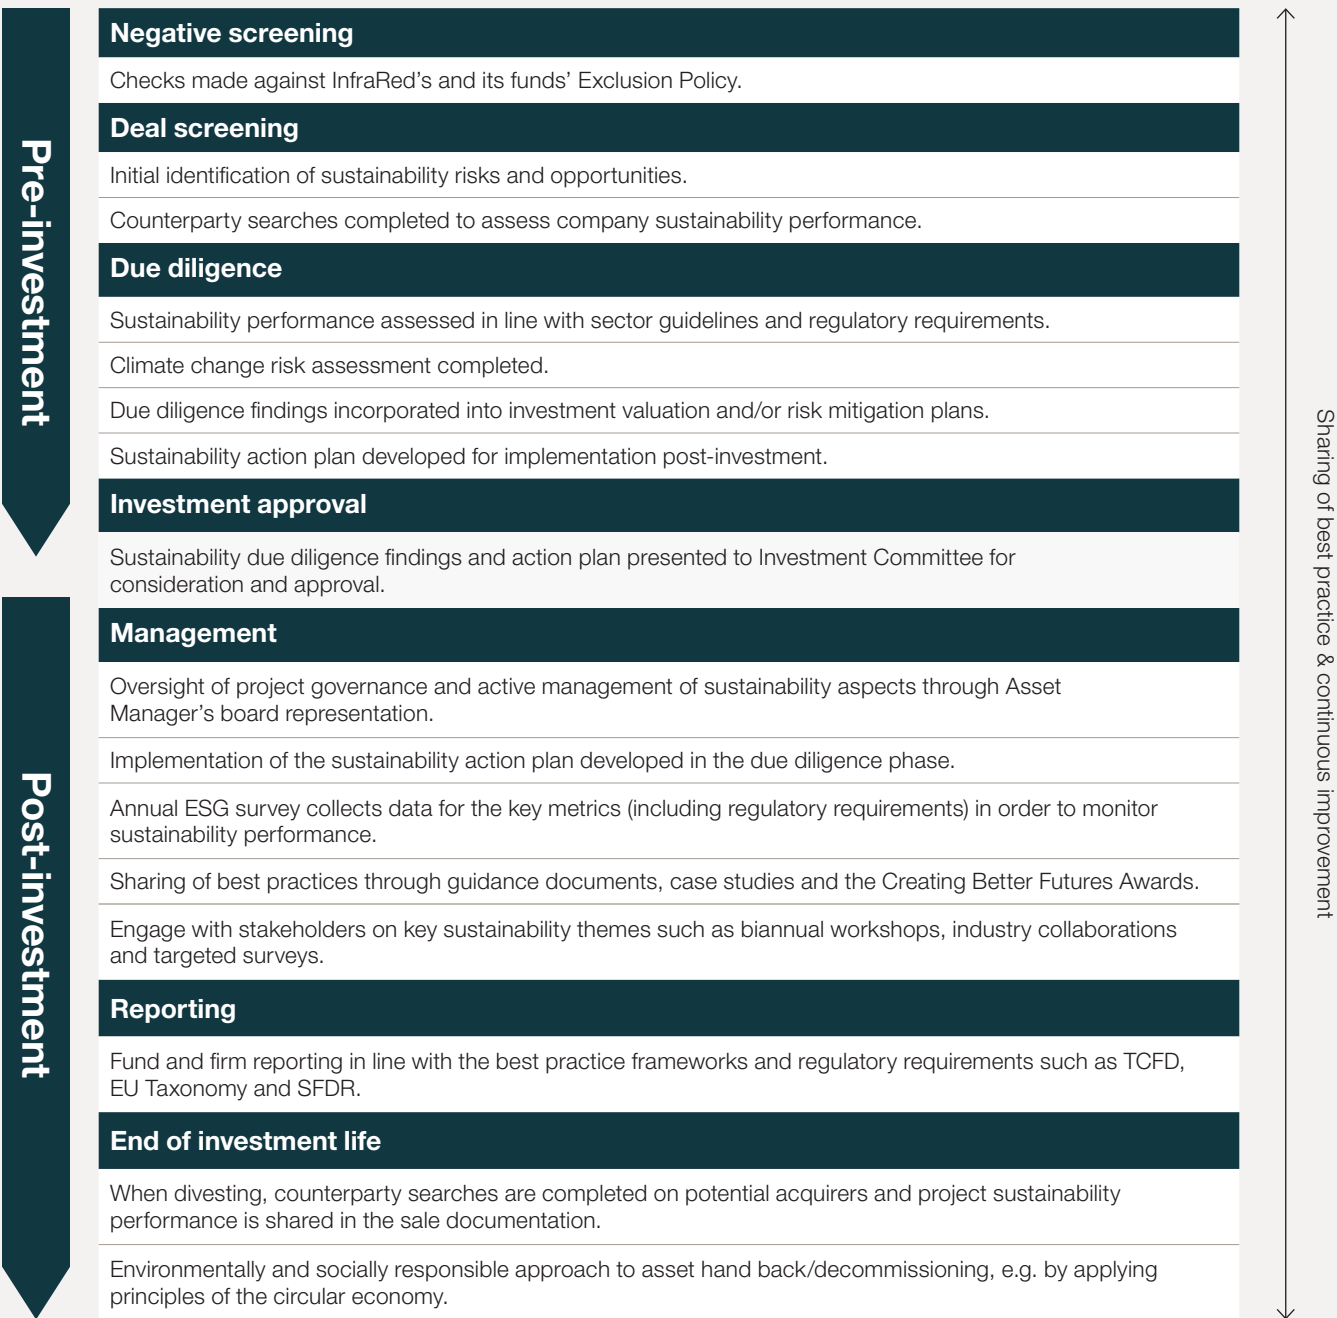 Pre-investment
Negative screening
Checks made against InfraRed’s and its funds’ Exclusion Policy.
Deal screening
Initial identification of sustainability risks and opportunities.
Counterparty searches completed to assess company sustainability performance.
Due diligence
Sustainability performance assessed in line with sector guidelines and regulatory requirements.
Climate change risk assessment completed.
Due diligence findings incorporated into investment valuation and/or risk mitigation plans.
Sustainability action plan developed for implementation post-investment.
Investment approval
Sustainability due diligence findings and action plan presented to Investment Committee for
consideration and approval.
Post-investment
Management
Oversight of project governance and active management of sustainability aspects through Asset
Manager’s board representation.
Implementation of the sustainability action plan developed in the due diligence phase.
Annual ESG survey collects data for the key metrics (including regulatory requirements) in order to monitor
sustainability performance.
Sharing of best practices through guidance documents, case studies and the Creating Better Futures Awards.
Engage with stakeholders on key sustainability themes such as biannual workshops, industry collaborations
and targeted surveys.
Reporting
Fund and firm reporting in line with the best practice frameworks and regulatory requirements such as TCFD,
EU Taxonomy and SFDR.
End of investment life
When divesting, counterparty searches are completed on potential acquirers and project sustainability
performance is shared in the sale documentation.
Environmentally and socially responsible approach to asset hand back/decommissioning, e.g. by applying
principles of the circular economy.
Sharing of best practice & continuous improvement